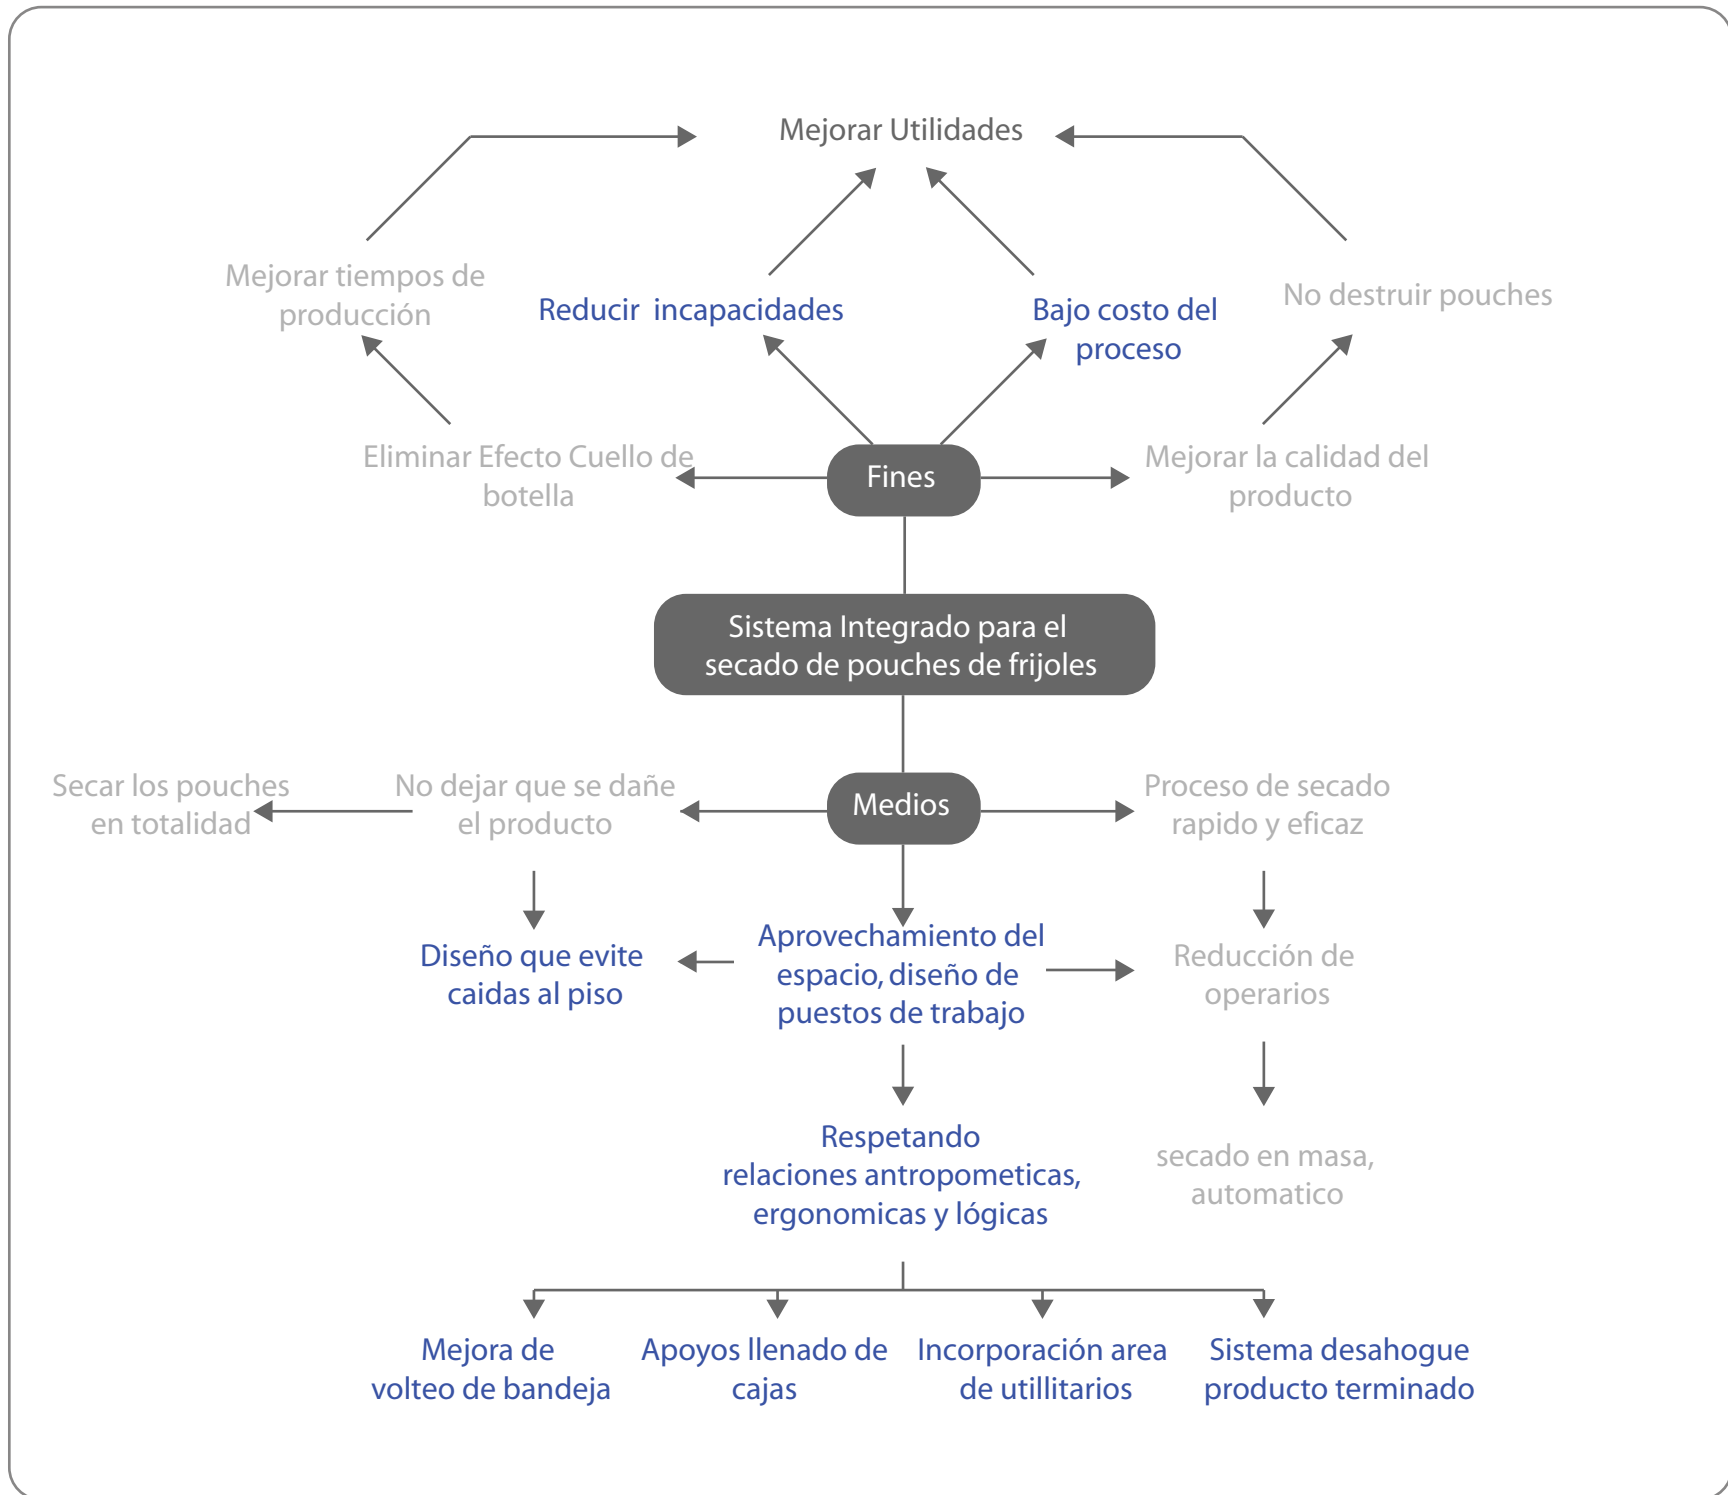 Mejorar Utilidades
Mejorar tiempos de
producción
Reducir incapacidades
Bajo costo del
proceso
No destruir pouches
Eliminar Efecto Cuello de
botella
Fines
Mejorar la calidad del
producto
Sistema Integrado para el
secado de pouches de frijoles
Secar los pouches
en totalidad
No dejar que se dañe
el producto
Medios
Proceso de secado
rapido y eficaz
Diseño que evite
caidas al piso
Aprovechamiento del
espacio, diseño de
puestos de trabajo
Reducción de
operarios
Respetando
relaciones antropometicas,
ergonomicas y lógicas
secado en masa,
automatico
Mejora de
volteo de bandeja
Apoyos llenado de
cajas
Incorporación area
de utillitarios
Sistema desahogue
producto terminado